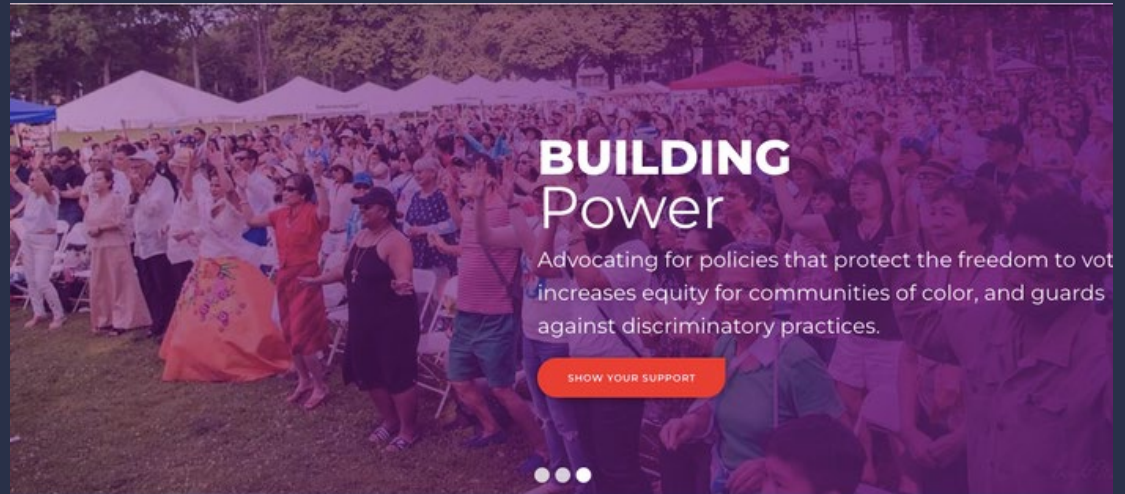 BUILDING
Power
Advocating for policies that protect the freedom to vot
increases equity for communities of color, and guards
against discriminatory practices.
SHOW YOUR SUPPORT